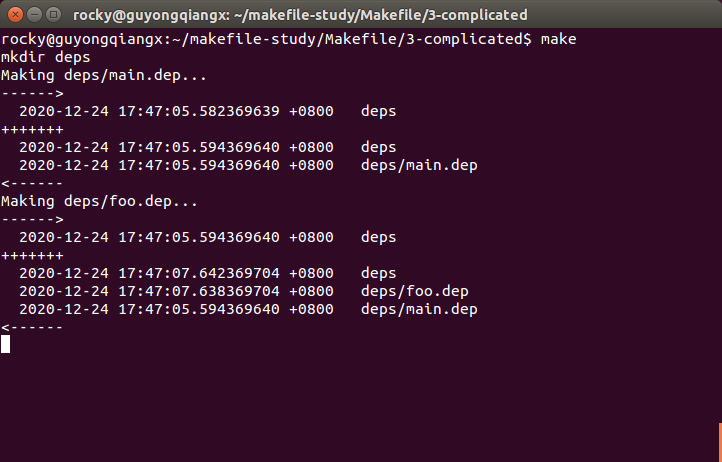 rocky@guyongqiangx: ~/makefile-study/Makefile/3-complicated
rocky@guyongqiangx:~/makefile-study/Makefile/3-complicated$ make
mkdir deps
Making deps/main.dep...
------>
  2020-12-24 17:47:05.582369639 +0800   deps
+++++++
  2020-12-24 17:47:05.594369640 +0800   deps
  2020-12-24 17:47:05.594369640 +0800   deps/main.dep
<------
Making deps/foo.dep...
------>
  2020-12-24 17:47:05.594369640 +0800   deps
+++++++
  2020-12-24 17:47:07.642369704 +0800   deps
  2020-12-24 17:47:07.638369704 +0800   deps/foo.dep
  2020-12-24 17:47:05.594369640 +0800   deps/main.dep
<------